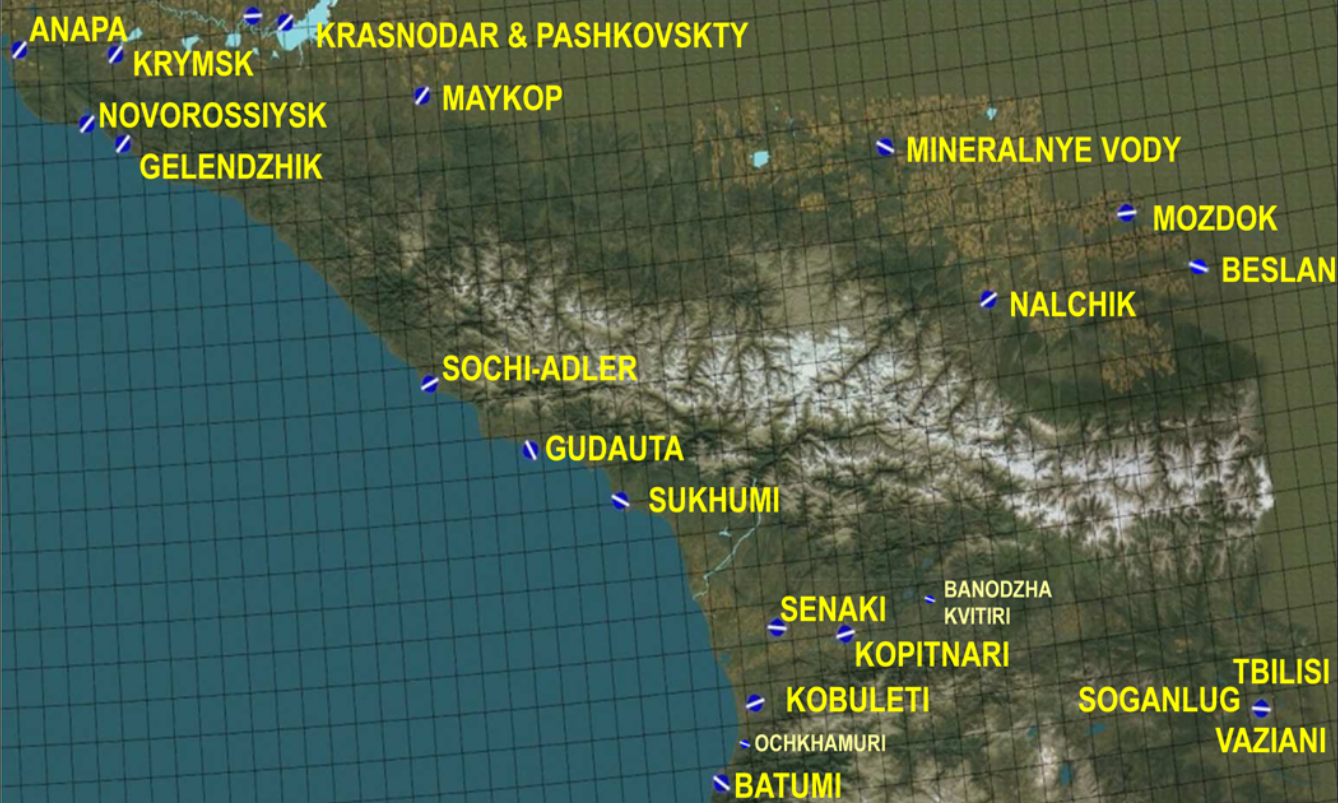 ANAPA
KRASNODAR & PASHKOVSKTY
KRYMSK
MAYKOP
NOVOROSSIYSK
GELENDZHIK
MINERALNYE VODY
MOZDOK
BESLAN
NALCHIK
SOCHI-ADLER
GUDAUTA
SUKHUMI
BANODZHA
KVITIRI
SENAKI
KOPITNARI
TBILISI
SOGANLUG
VAZIANI
KOBULETI
OCHKHAMURI
BATUMI